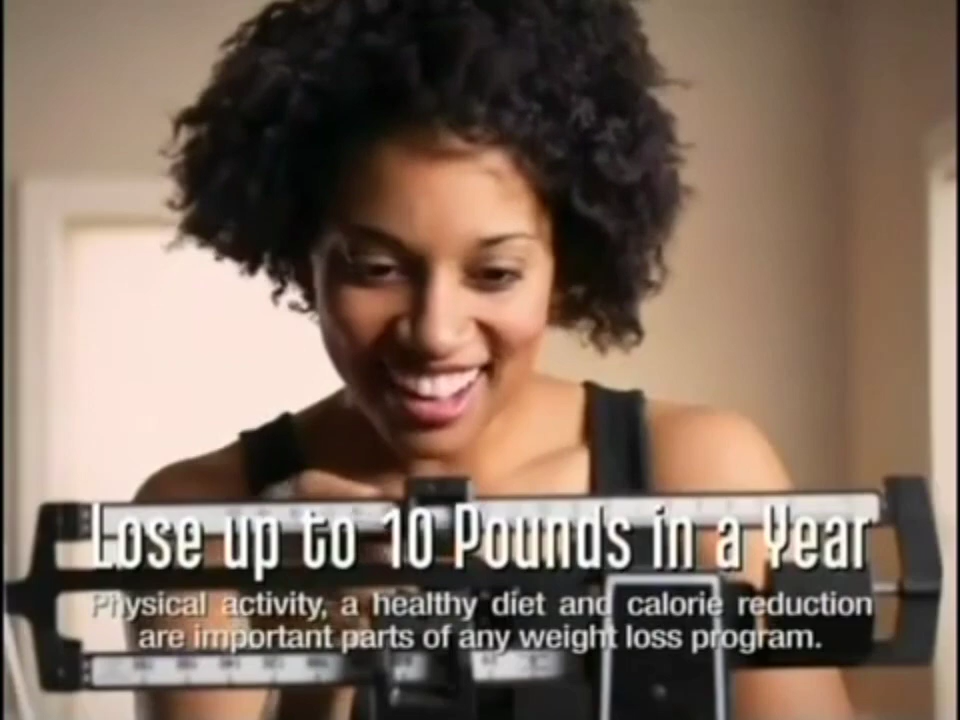 Lose up to 10 Pounds in a Year
Physical activity, a healthy diet and calorie reduction
are important parts of any weight loss program.